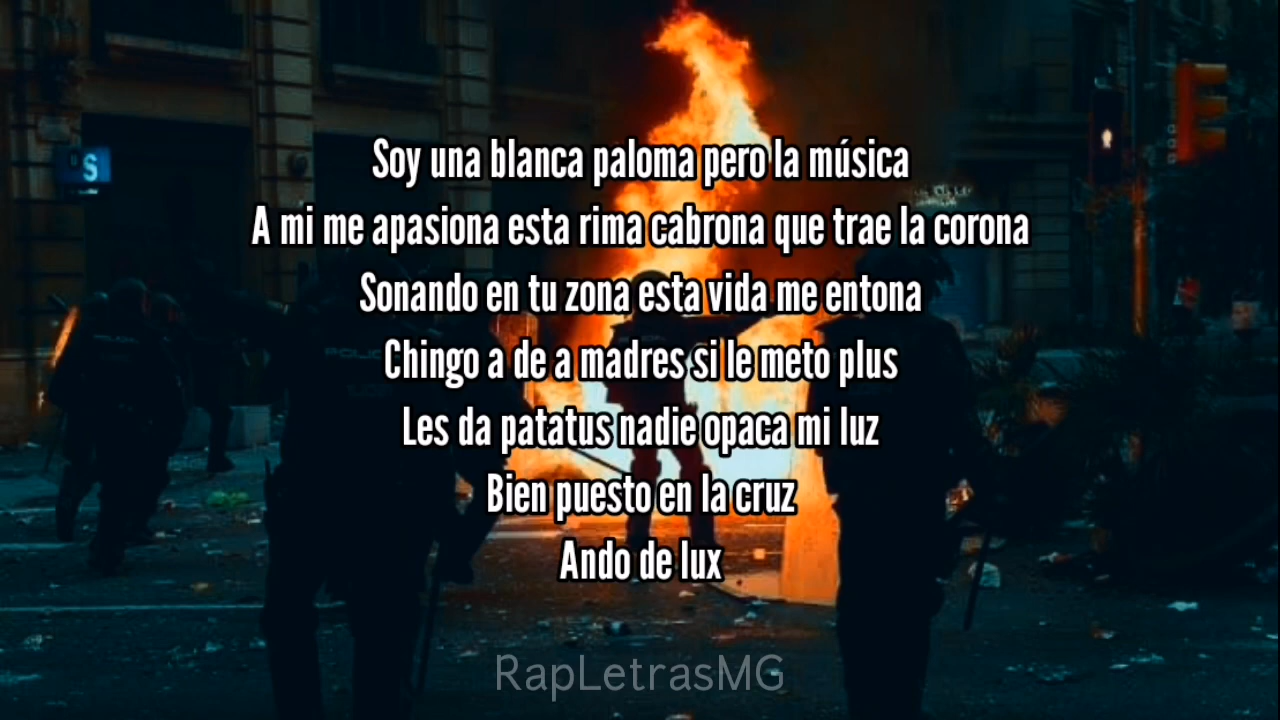 Soy una blanca paloma pero la música
A mi me apasiona esta rima cabrona que trae la corona
Sonando en tu zona esta vida me entona
Chingo a de a madres si le meto plus
Les da patatus nadie opaca mi luz
Bien puesto en la cruz
Ando de lux
RapLetrasMG